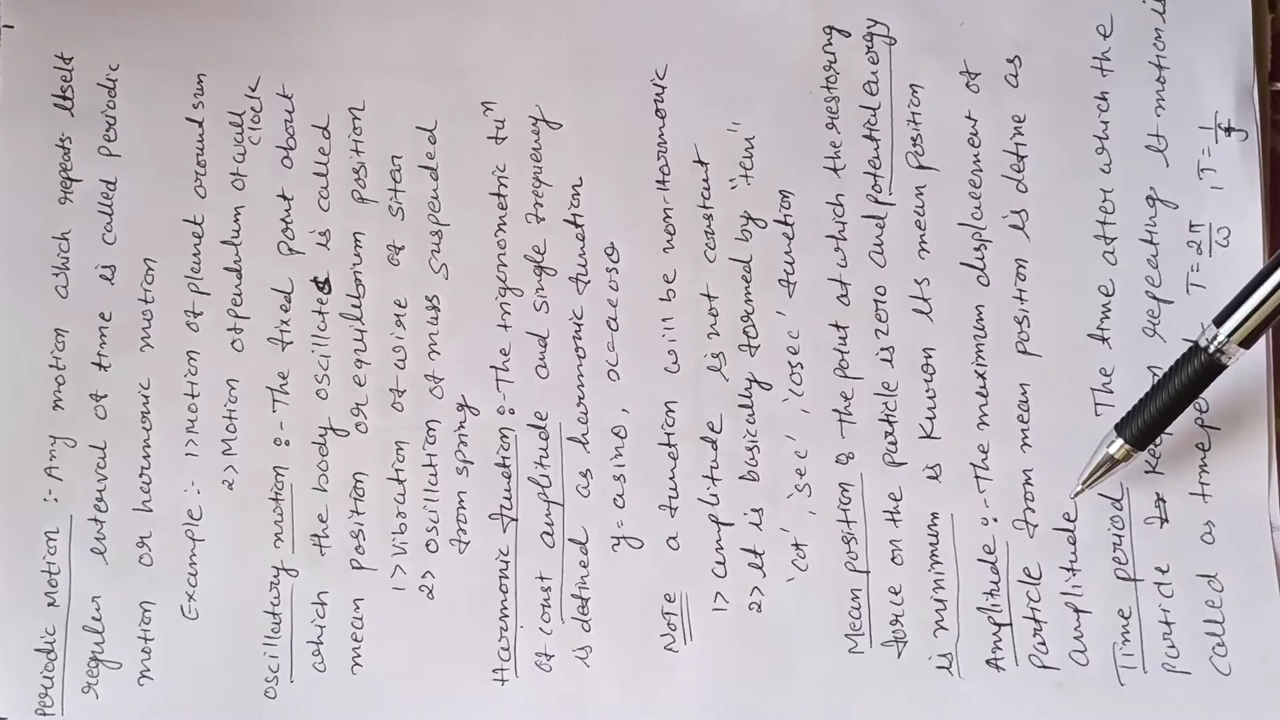 Periodic Motion :- Any motion which repeats itself
reguler interval of time is called periodic
motion or harmonic motion
Example :- 1> Motion of planet around sun
2> Motion of pendulum of wall
clock
Oscillatury motion :- The fixed point about
which the body oscillates is called
mean position or equilibrium position
1> Vibration of wire of Sitar
2> Oscillation of mass suspended
from spring
Harmonic function :- The trigonometric fuⁿ
of const amplitude and single frequency
is defined as harmonic function
y = asinθ, x = acosθ
Note a function will be non-Harmonic
1> amplitude is not constant
2> It is basically formed by "tan"
'cot', 'sec', 'cosec' function
Mean position : The point at which the restoring
force on the particle is zero and potential energy
is minimum is known its mean position
Amplitude :- The maximum displacement of
Particle from mean position is define as
amplitude
Time period The time after which the
particle repeating it motion is
called as T = 2π/ω , T = 1/f